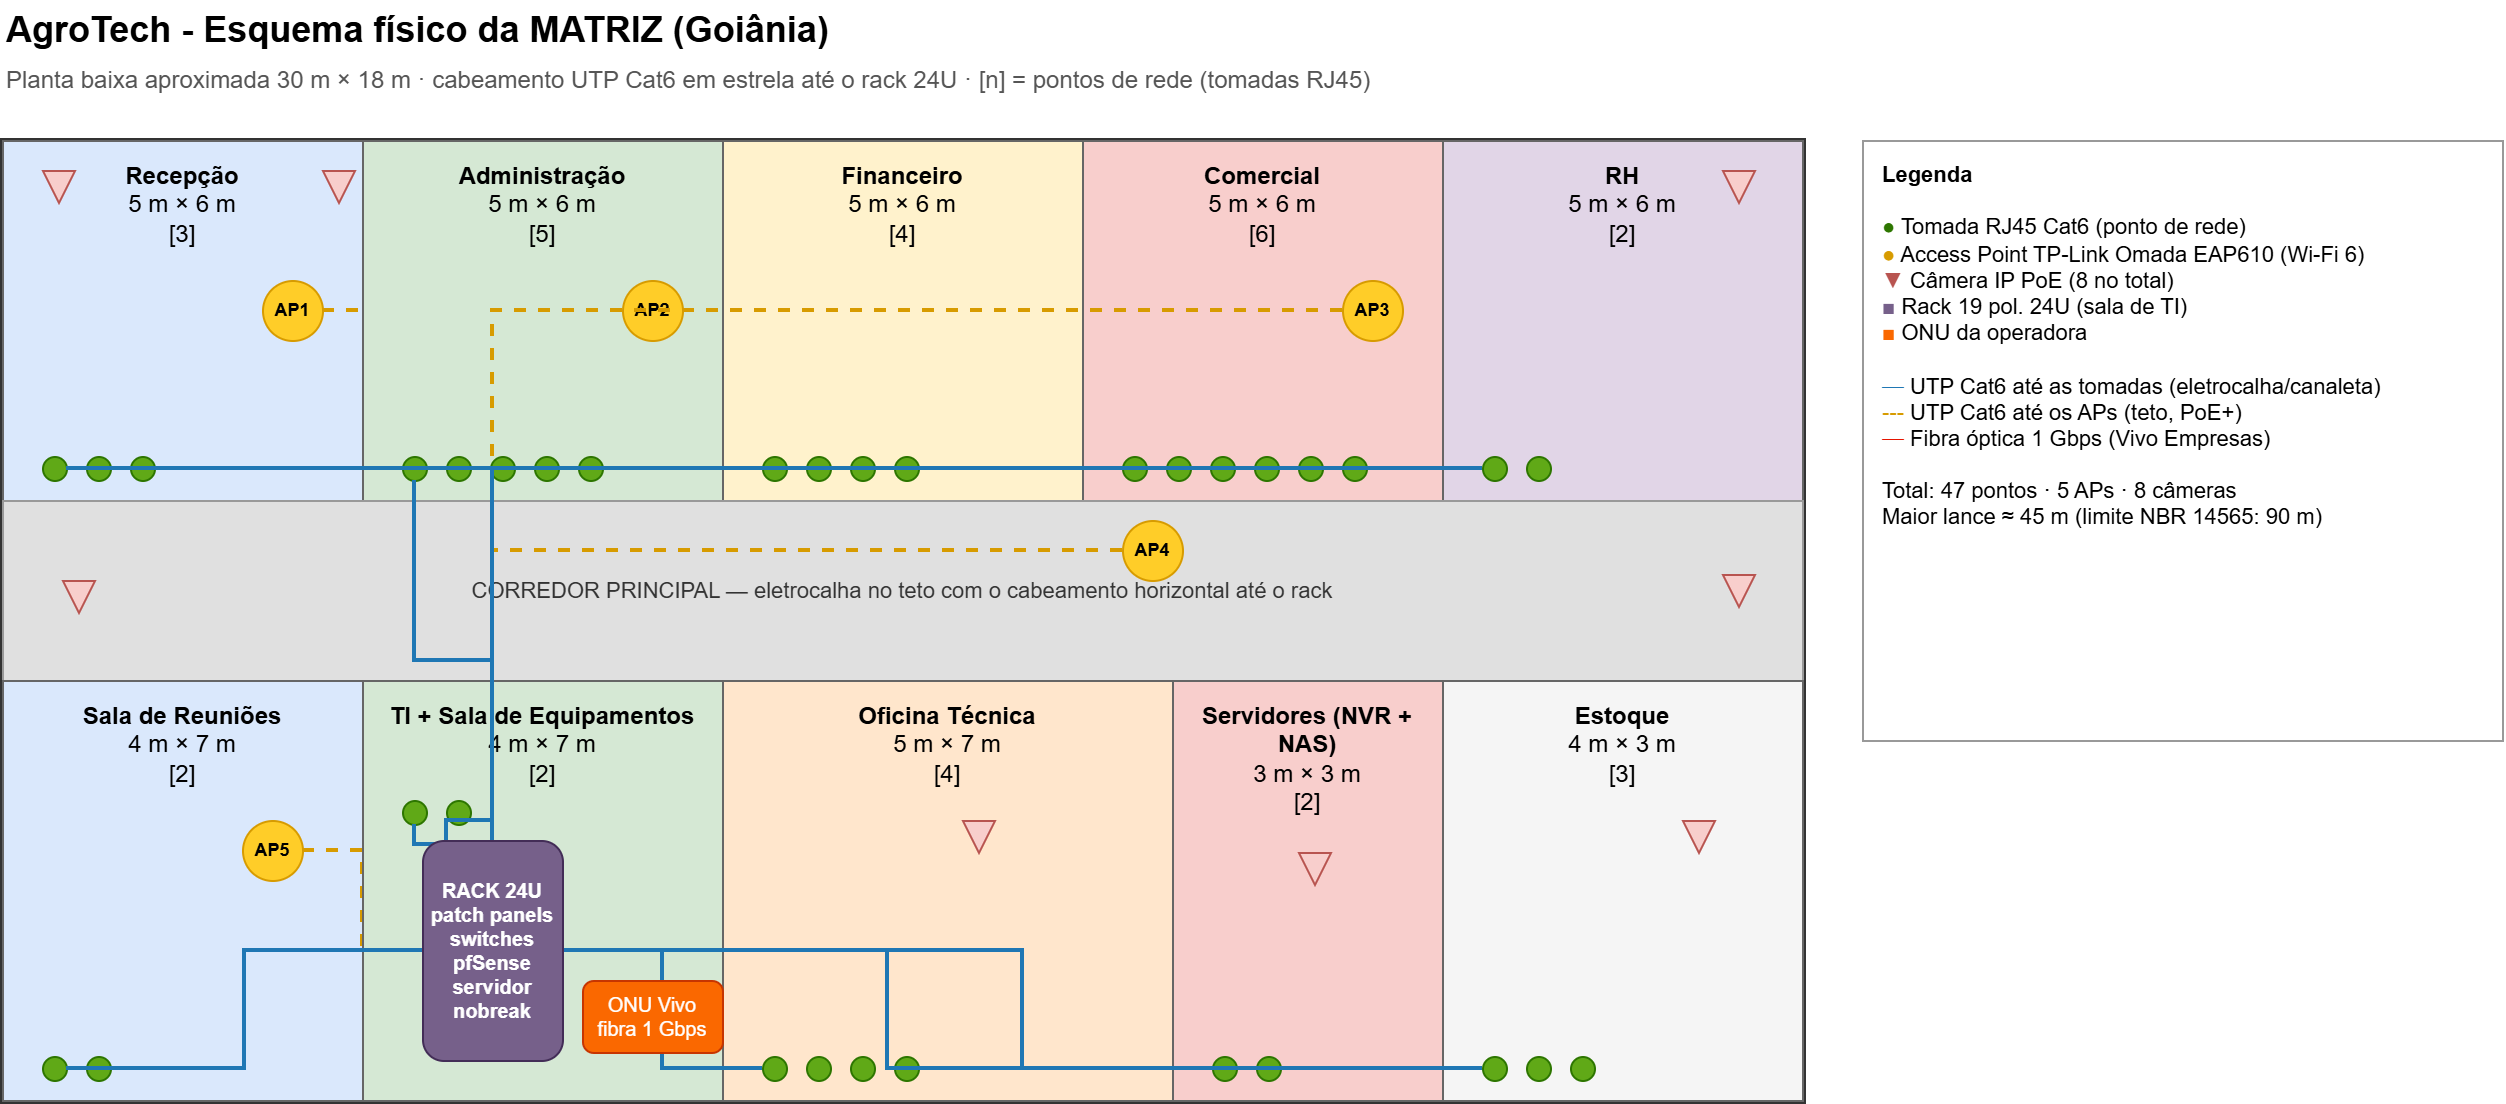 AgroTech - Esquema físico da MATRIZ (Goiânia)
Planta baixa aproximada 30 m × 18 m · cabeamento UTP Cat6 em estrela até o rack 24U · [n] = pontos de rede (tomadas RJ45)
Recepção
5 m × 6 m
[3]
Administração
5 m × 6 m
[5]
Financeiro
5 m × 6 m
[4]
Comercial
5 m × 6 m
[6]
RH
5 m × 6 m
[2]
AP1
AP2
AP3
AP4
CORREDOR PRINCIPAL — eletrocalha no teto com o cabeamento horizontal até o rack
Sala de Reuniões
4 m × 7 m
[2]
TI + Sala de Equipamentos
4 m × 7 m
[2]
Oficina Técnica
5 m × 7 m
[4]
Servidores (NVR +
NAS)
3 m × 3 m
[2]
Estoque
4 m × 3 m
[3]
AP5
RACK 24U
patch panels
switches
pfSense
servidor
nobreak
ONU Vivo
fibra 1 Gbps
Legenda
● Tomada RJ45 Cat6 (ponto de rede)
● Access Point TP-Link Omada EAP610 (Wi-Fi 6)
▼ Câmera IP PoE (8 no total)
■ Rack 19 pol. 24U (sala de TI)
■ ONU da operadora
— UTP Cat6 até as tomadas (eletrocalha/canaleta)
--- UTP Cat6 até os APs (teto, PoE+)
— Fibra óptica 1 Gbps (Vivo Empresas)
Total: 47 pontos · 5 APs · 8 câmeras
Maior lance ≈ 45 m (limite NBR 14565: 90 m)